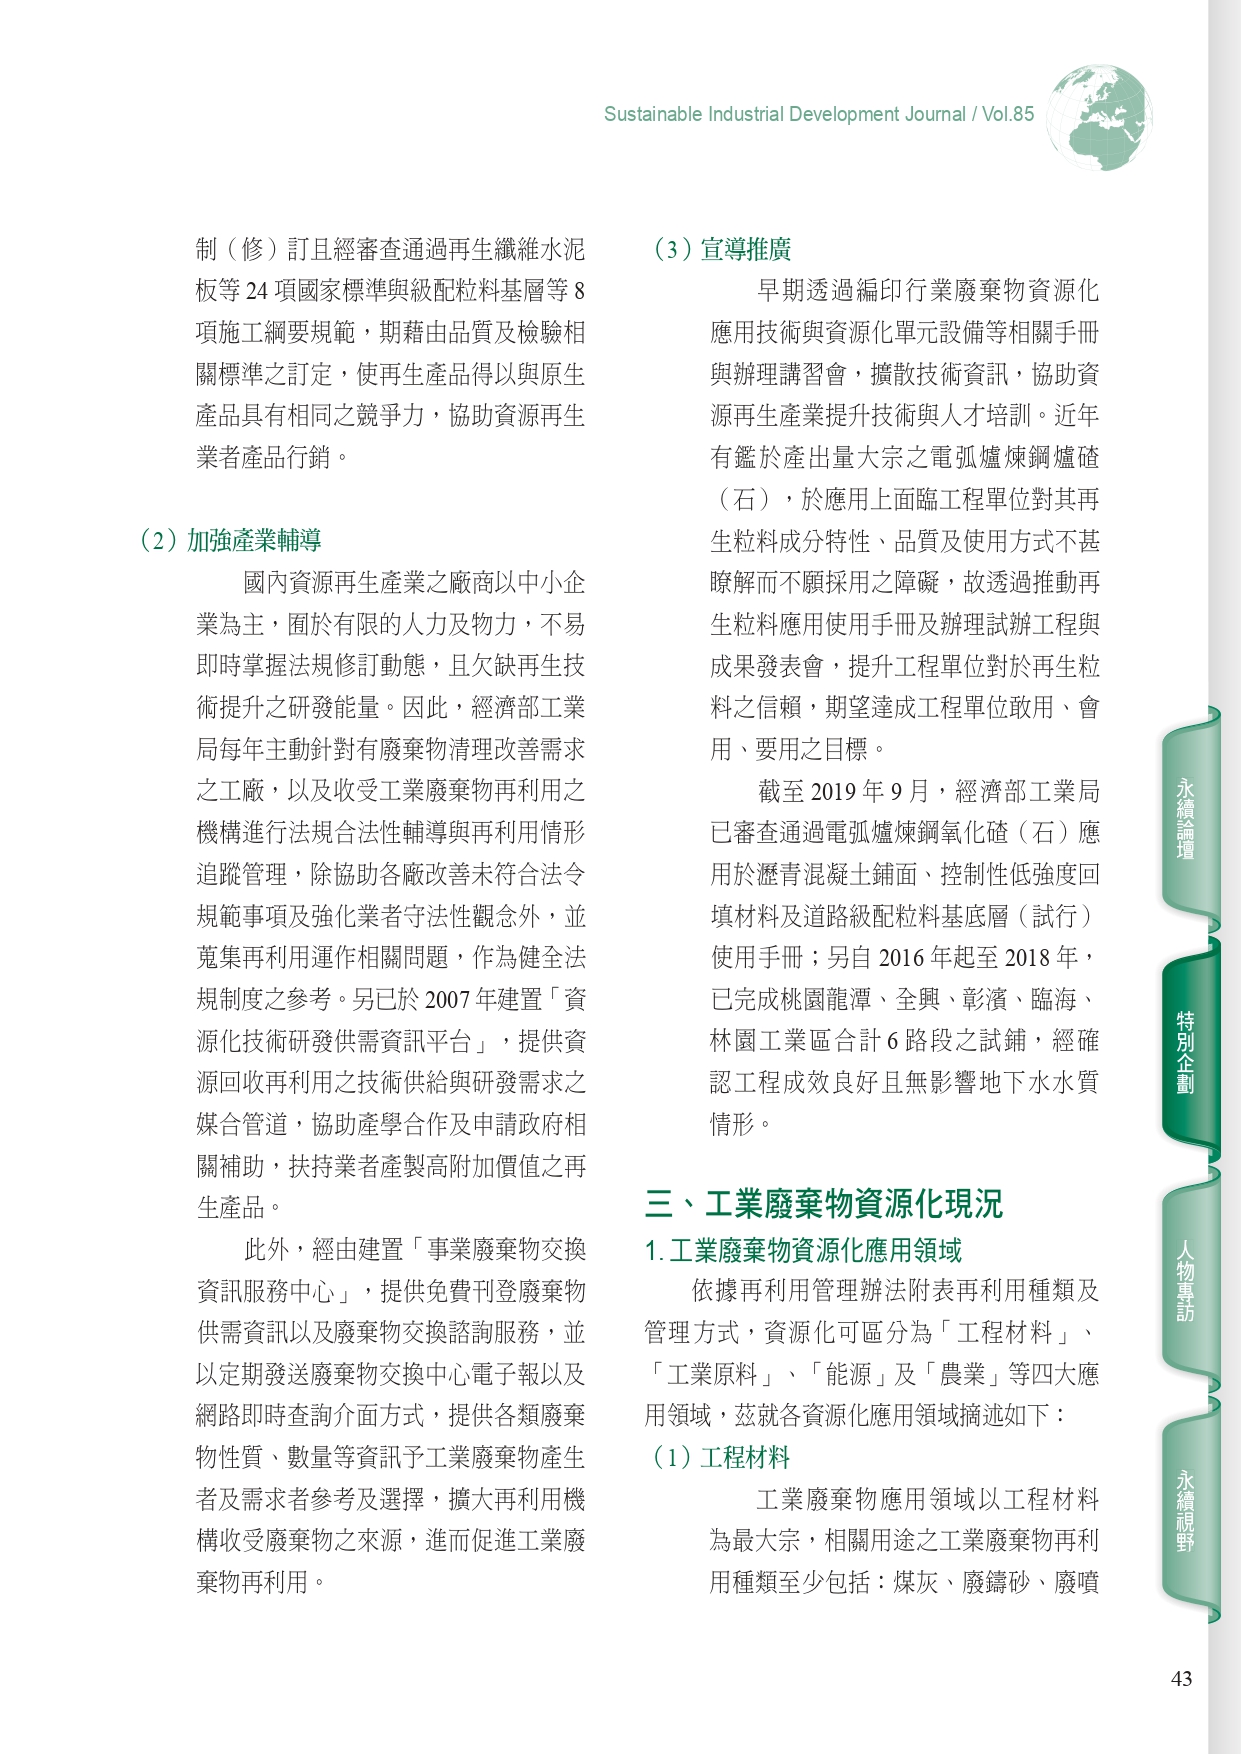 Sustainable Industrial Development Journal / Vol.85
制（修）訂且經審查通過再生纖維水泥
板等 24 項國家標準與級配粒料基層等 8
項施工綱要規範，期藉由品質及檢驗相
關標準之訂定，使再生產品得以與原生
產品具有相同之競爭力，協助資源再生
業者產品行銷。
（2）加強產業輔導
國內資源再生產業之廠商以中小企
業為主，囿於有限的人力及物力，不易
即時掌握法規修訂動態，且欠缺再生技
術提升之研發能量。因此，經濟部工業
局每年主動針對有廢棄物清理改善需求
之工廠，以及收受工業廢棄物再利用之
機構進行法規合法性輔導與再利用情形
追蹤管理，除協助各廠改善未符合法令
規範事項及強化業者守法性觀念外，並
蒐集再利用運作相關問題，作為健全法
規制度之參考。另已於 2007 年建置「資
源化技術研發供需資訊平台」，提供資
源回收再利用之技術供給與研發需求之
媒合管道，協助產學合作及申請政府相
關補助，扶持業者產製高附加價值之再
生產品。
此外，經由建置「事業廢棄物交換
資訊服務中心」，提供免費刊登廢棄物
供需資訊以及廢棄物交換諮詢服務，並
以定期發送廢棄物交換中心電子報以及
網路即時查詢介面方式，提供各類廢棄
物性質、數量等資訊予工業廢棄物產生
者及需求者參考及選擇，擴大再利用機
構收受廢棄物之來源，進而促進工業廢
棄物再利用。
（3）宣導推廣
早期透過編印行業廢棄物資源化
應用技術與資源化單元設備等相關手冊
與辦理講習會，擴散技術資訊，協助資
源再生產業提升技術與人才培訓。近年
有鑑於產出量大宗之電弧爐煉鋼爐碴
（石），於應用上面臨工程單位對其再
生粒料成分特性、品質及使用方式不甚
瞭解而不願採用之障礙，故透過推動再
生粒料應用使用手冊及辦理試辦工程與
成果發表會，提升工程單位對於再生粒
料之信賴，期望達成工程單位敢用、會
用、要用之目標。
截至 2019 年 9 月，經濟部工業局
已審查通過電弧爐煉鋼氧化碴（石）應
用於瀝青混凝土鋪面、控制性低強度回
填材料及道路級配粒料基底層（試行）
使用手冊；另自 2016 年起至 2018 年，
已完成桃園龍潭、全興、彰濱、臨海、
林園工業區合計 6 路段之試鋪，經確
認工程成效良好且無影響地下水水質
情形。
三、工業廢棄物資源化現況
1. 工業廢棄物資源化應用領域
依據再利用管理辦法附表再利用種類及
管理方式，資源化可區分為「工程材料」、
「工業原料」、「能源」及「農業」等四大應
用領域，茲就各資源化應用領域摘述如下：
（1）工程材料
工業廢棄物應用領域以工程材料
為最大宗，相關用途之工業廢棄物再利
用種類至少包括：煤灰、廢鑄砂、廢噴
永續論壇
特別企劃
人物專訪
永續視野
43